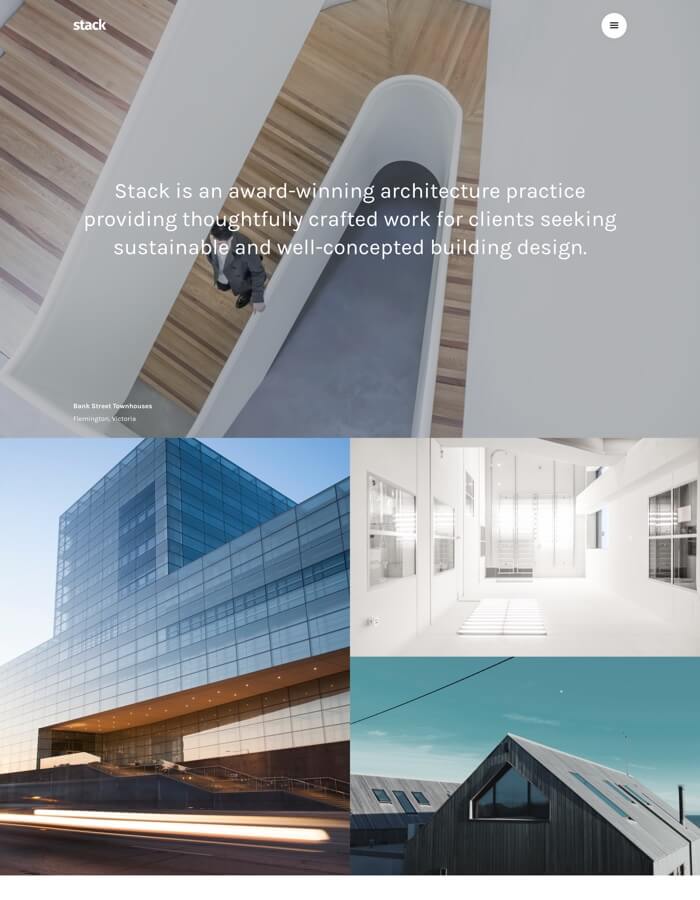 stack
Stack is an award-winning architecture practice
providing thoughtfully crafted work for clients seeking
sustainable and well-concepted building design.
Bank Street Townhouses
Flemington, Victoria